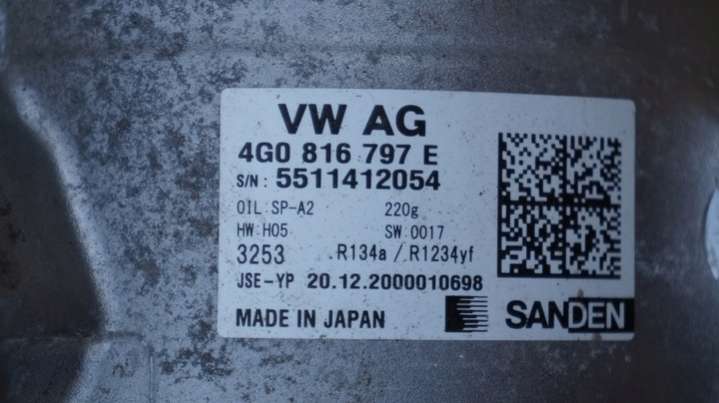 VW AG
4G0 816 797 E
S/N: 5511412054
OIL:SP-A2 220g
HW:H05 SW:0017
3253 R134a / R1234yf
JSE-YP 20.12.2000010698
MADE IN JAPAN SANDEN